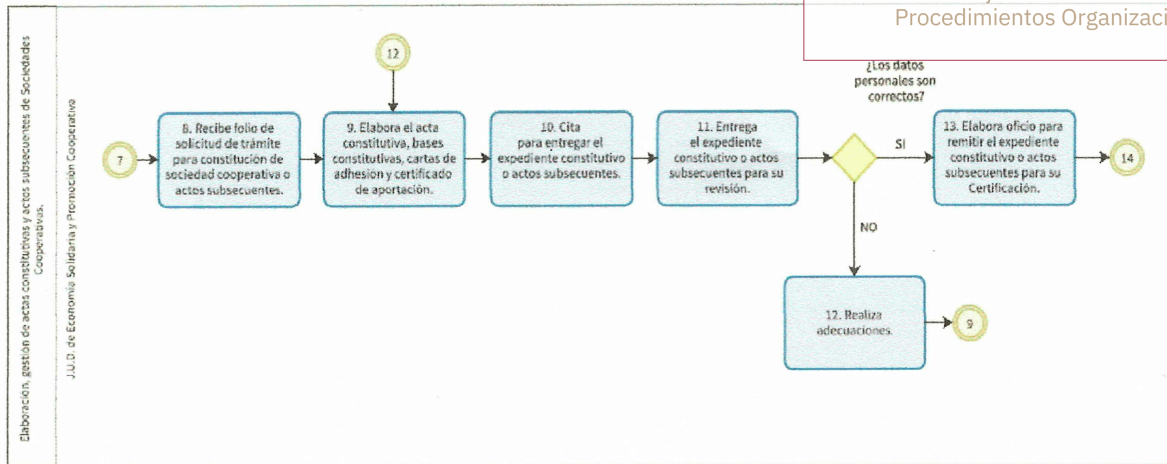 Procedimientos Organizaci
Elaboración, gestión de actas constitutivas y actos subsecuentes de Sociedades
Cooperativas.
J.U.D. de Economía Solidaria y Promoción Cooperativo
7
8. Recibe folio de
solicitud de trámite
para constitución de
sociedad cooperativa o
actos subsecuentes.
12
9. Elabora el acta
constitutiva, bases
constitutivas, cartas de
adhesion y certificado
de aportación.
10. Cita
para entregar el
expediente constitutivo
o actos subsecuentes.
11. Entrega
el expediente
constitutivo o actos
subsecuentes para su
revisión.
¿Los datos
personales son
correctos?
SI
13. Elabora oficio para
remitir el expediente
constitutivo o actos
subsecuentes para su
Certificación.
14
NO
12. Realiza
adecuaciones.
9